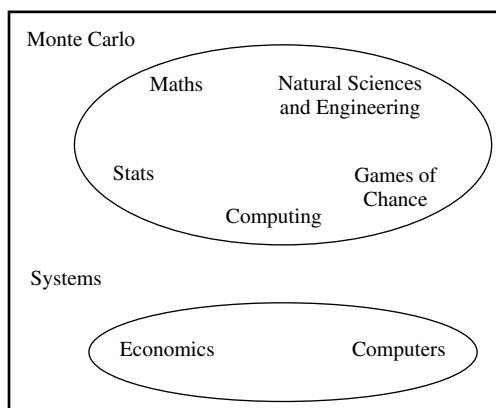 Monte Carlo
Maths
Natural Sciences
and Engineering
Stats
Games of
Chance
Computing
Systems
Economics
Computers